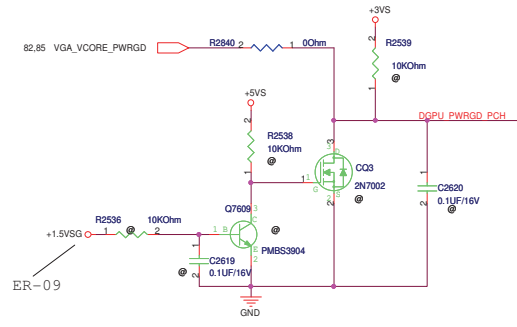 +3VS
82,85 VGA_VCORE_PWRGD
R2840 2 1 0Ohm
2
R2539
10KOhm
@
1
+5VS
DGPU_PWRGD_PCH
2
R2538
10KOhm
@
1
3
D
1
G
S
2
CQ3
2N7002
@
1
C2620
0.1UF/16V
2
@
Q7609
3
C
R2536 10KOhm
+1.5VSG 1 @ 2
1 B
E
2
@
PMBS3904
1
C2619
0.1UF/16V
@
2
ER-09
GND